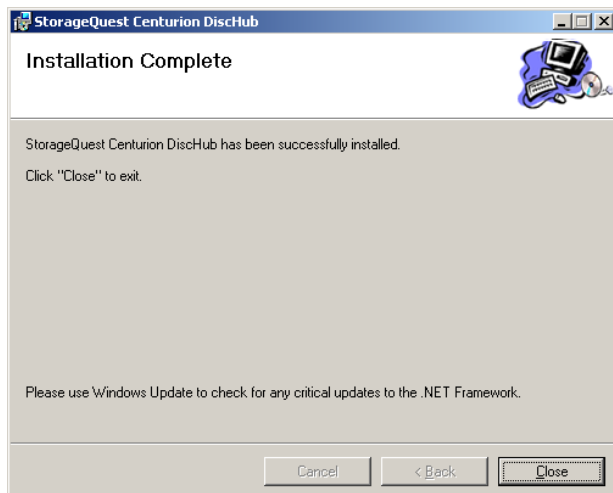 StorageQuest Centurion DiscHub
Installation Complete
StorageQuest Centurion DiscHub has been successfully installed.
Click "Close" to exit.
Please use Windows Update to check for any critical updates to the .NET Framework.
Cancel
< Back
Close